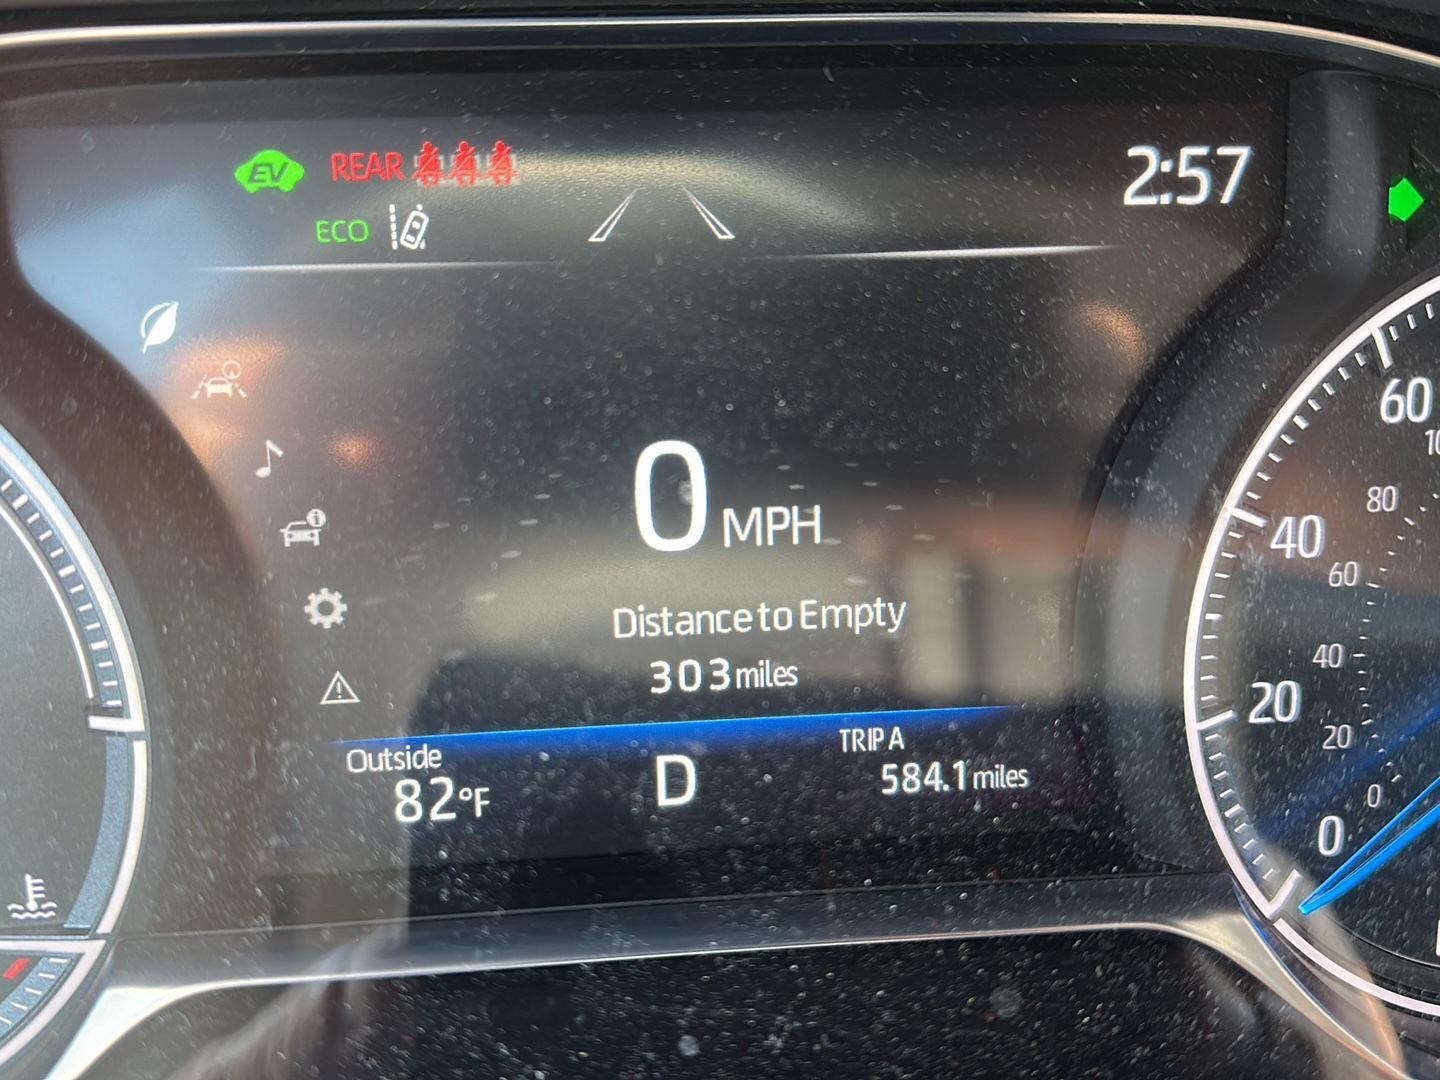 EV REAR
2:57
ECO
0 MPH
Distance to Empty
303 miles
Outside
82°F
D
TRIP A
584.1 miles
60
80
40
60
40
20
20
0
0